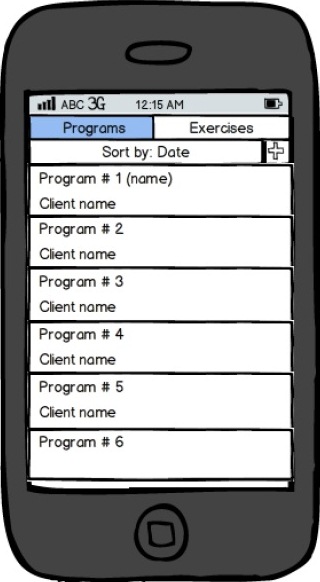 ABC 3G 12:15 AM
Programs Exercises
Sort by: Date
Program # 1 (name)
Client name
Program # 2
Client name
Program # 3
Client name
Program # 4
Client name
Program # 5
Client name
Program # 6